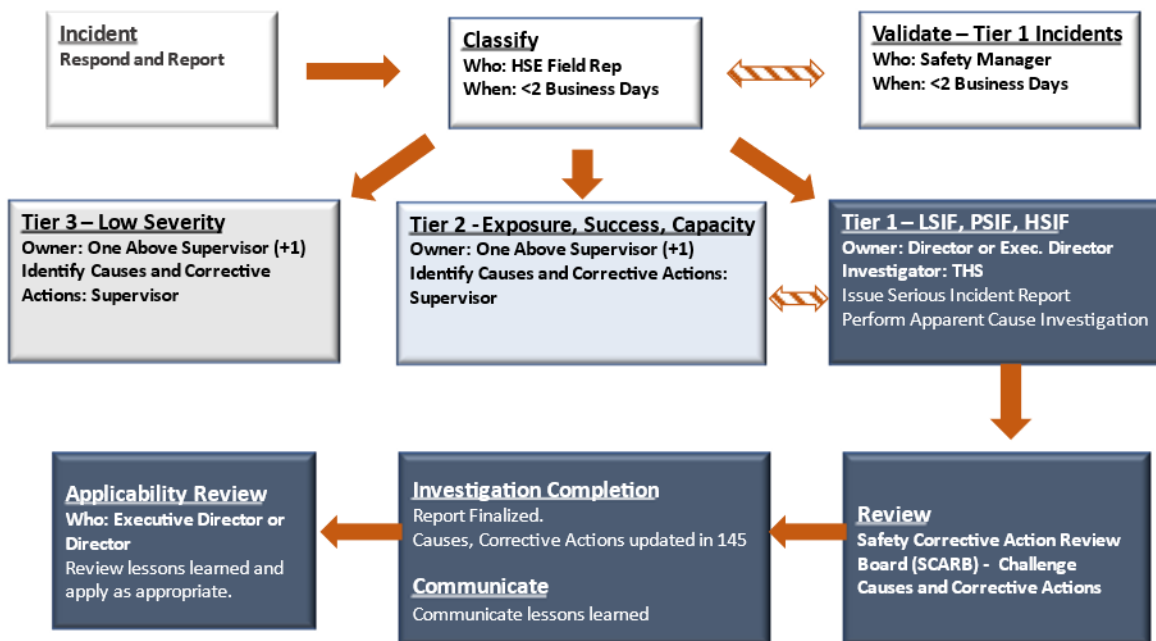 Incident
Respond and Report
Classify
Who: HSE Field Rep
When: <2 Business Days
Validate – Tier 1 Incidents
Who: Safety Manager
When: <2 Business Days
Tier 3 – Low Severity
Owner: One Above Supervisor (+1)
Identify Causes and Corrective
Actions: Supervisor
Tier 2 - Exposure, Success, Capacity
Owner: One Above Supervisor (+1)
Identify Causes and Corrective Actions:
Supervisor
Tier 1 – LSIF, PSIF, HSIF
Owner: Director or Exec. Director
Investigator: THS
Issue Serious Incident Report
Perform Apparent Cause Investigation
Applicability Review
Who: Executive Director or
Director
Review lessons learned and
apply as appropriate.
Investigation Completion
Report Finalized.
Causes, Corrective Actions updated in 145
Communicate
Communicate lessons learned
Review
Safety Corrective Action Review
Board (SCARB) - Challenge
Causes and Corrective Actions